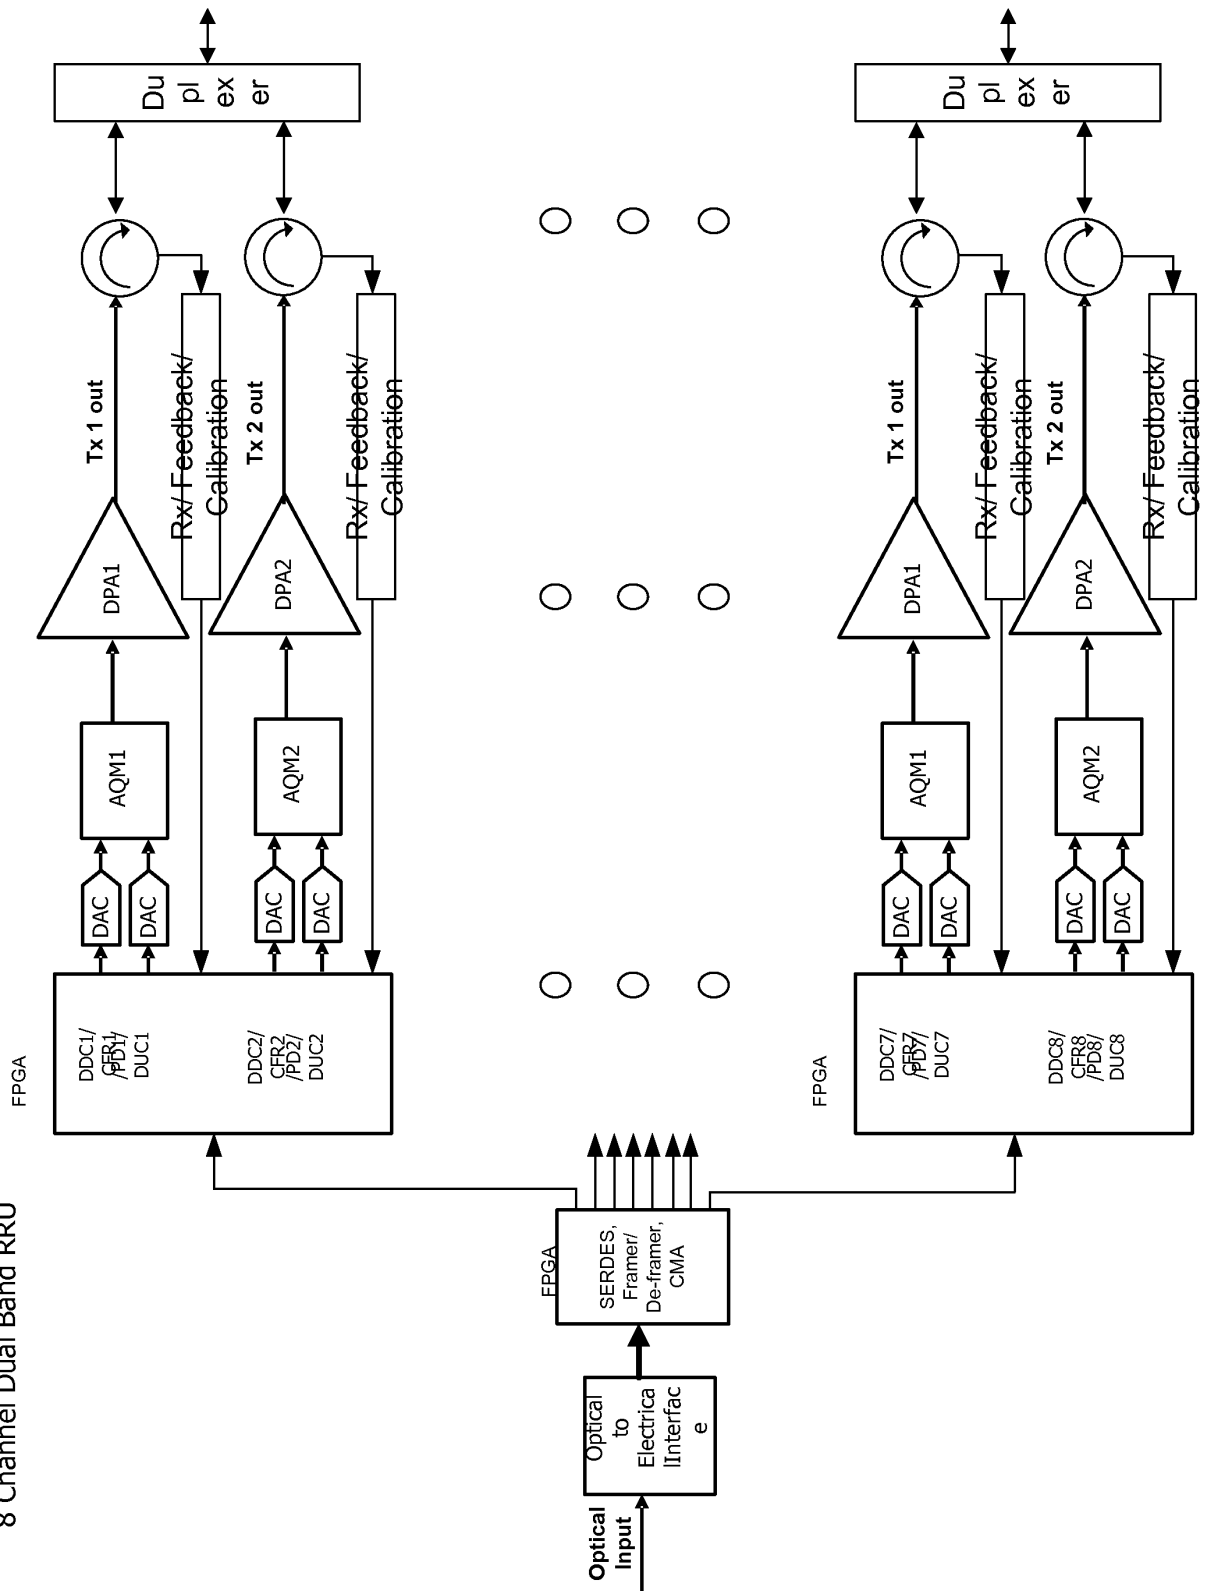 8 Channel Dual Band RRU
Optical
Input
Optical
to
Electrica
lInterfac
e
FPGA
SERDES,
Framer/
De-framer,
CMA
FPGA
DDC1/
CFR1
/PD1/
DUC1
DDC2/
CFR2
/PD2/
DUC2
DAC
DAC
DAC
DAC
AQM1
AQM2
DPA1
DPA2
Tx 1 out
Rx/ Feedback/
Calibration
Tx 2 out
Rx/ Feedback/
Calibration
Du
pl
ex
er
FPGA
DDC7/
CFR7
/PD7/
DUC7
DDC8/
CFR8
/PD8/
DUC8
DAC
DAC
DAC
DAC
AQM1
AQM2
DPA1
DPA2
Tx 1 out
Rx/ Feedback/
Calibration
Tx 2 out
Rx/ Feedback/
Calibration
Du
pl
ex
er